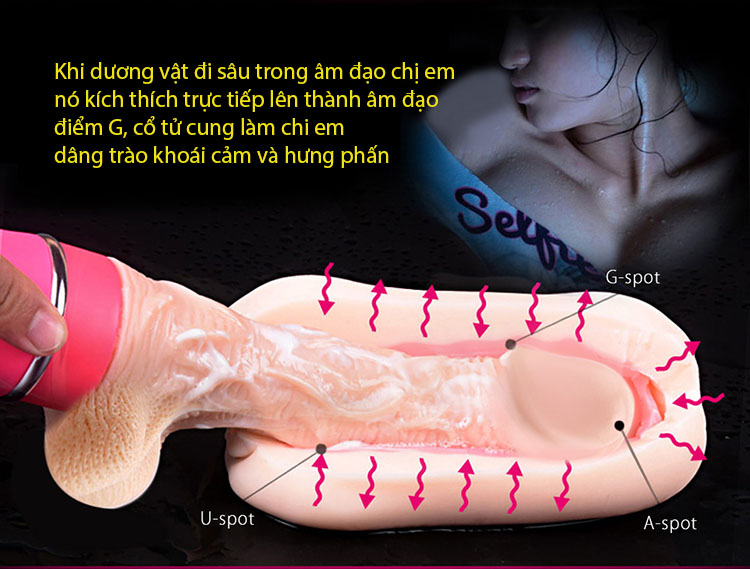 Khi dương vật đi sâu trong âm đạo chị em
nó kích thích trực tiếp lên thành âm đạo
điểm G, cổ tử cung làm chi em
dâng trào khoái cảm và hưng phấn
Selfie
G-spot
U-spot
A-spot